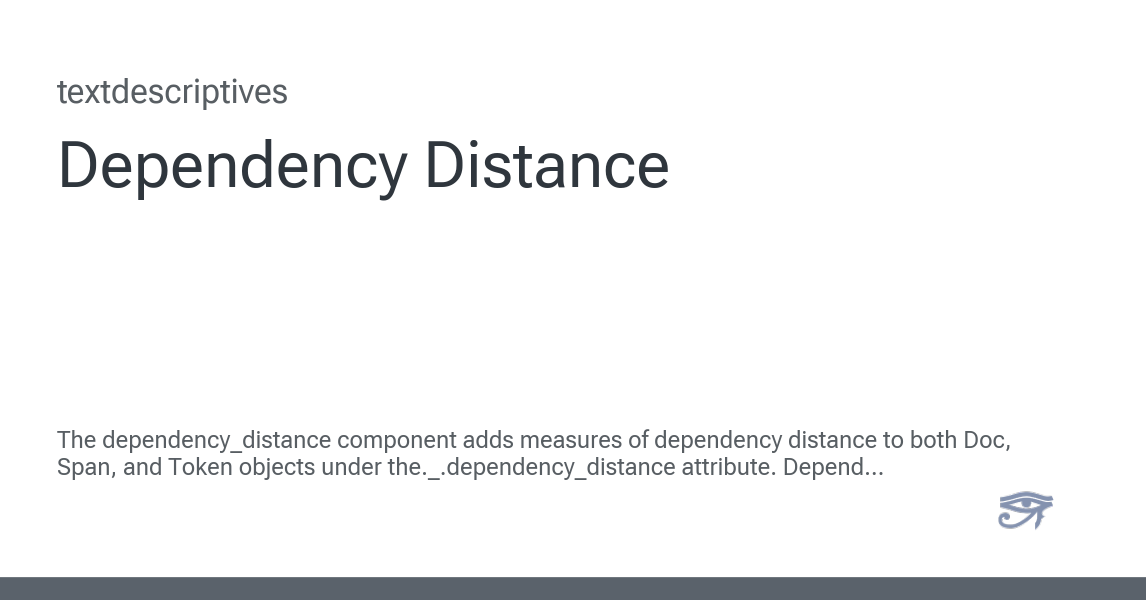 textdescriptives
Dependency Distance
The dependency_distance component adds measures of dependency distance to both Doc,
Span, and Token objects under the._.dependency_distance attribute. Depend...